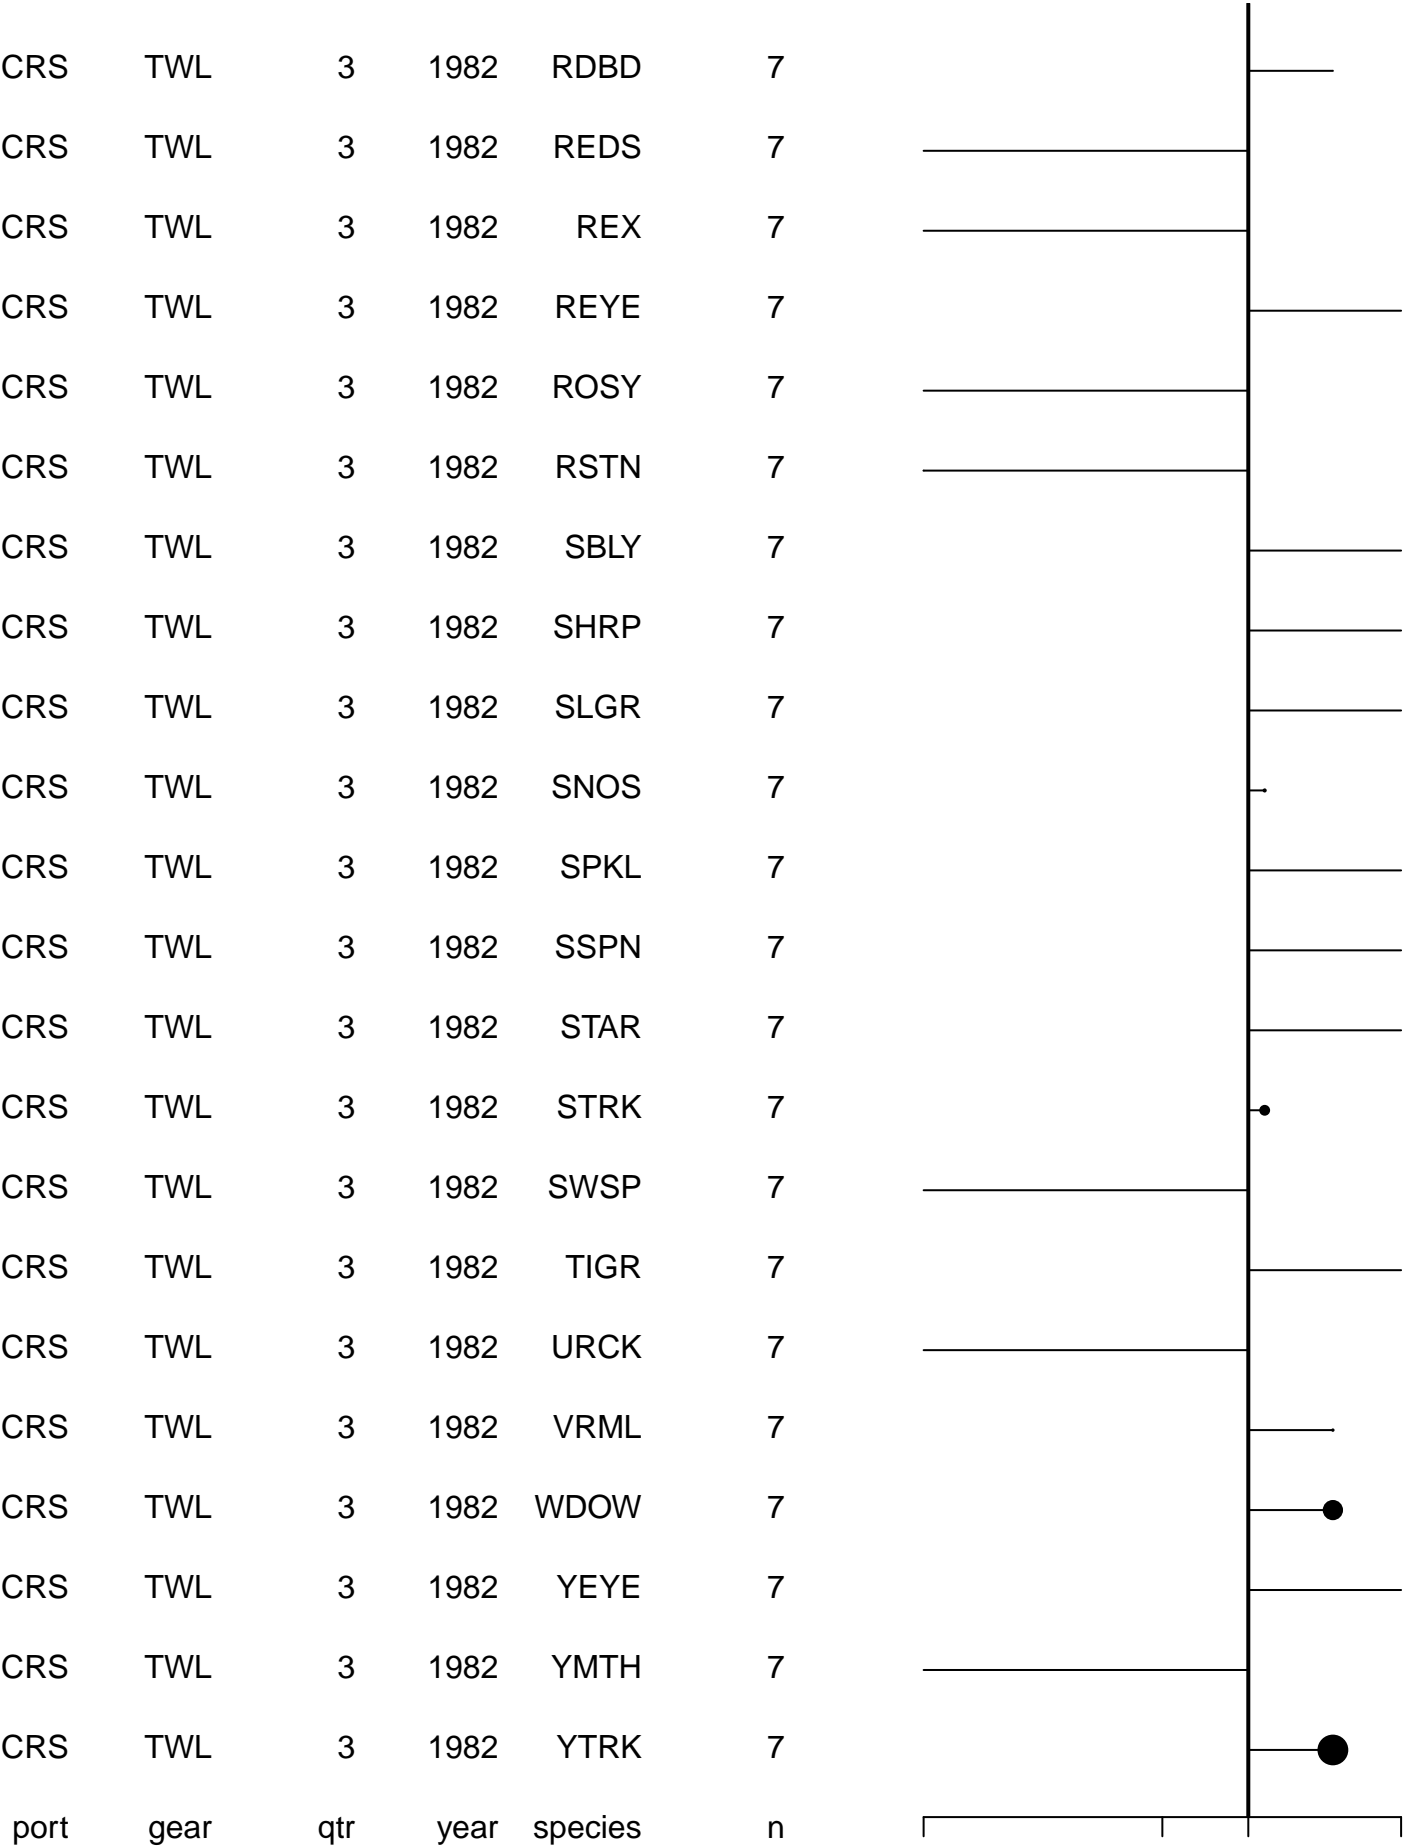 CRS TWL 3 1982 RDBD 7
CRS TWL 3 1982 REDS 7
CRS TWL 3 1982 REX 7
CRS TWL 3 1982 REYE 7
CRS TWL 3 1982 ROSY 7
CRS TWL 3 1982 RSTN 7
CRS TWL 3 1982 SBLY 7
CRS TWL 3 1982 SHRP 7
CRS TWL 3 1982 SLGR 7
CRS TWL 3 1982 SNOS 7
CRS TWL 3 1982 SPKL 7
CRS TWL 3 1982 SSPN 7
CRS TWL 3 1982 STAR 7
CRS TWL 3 1982 STRK 7
CRS TWL 3 1982 SWSP 7
CRS TWL 3 1982 TIGR 7
CRS TWL 3 1982 URCK 7
CRS TWL 3 1982 VRML 7
CRS TWL 3 1982 WDOW 7
CRS TWL 3 1982 YEYE 7
CRS TWL 3 1982 YMTH 7
CRS TWL 3 1982 YTRK 7
port gear qtr year species n